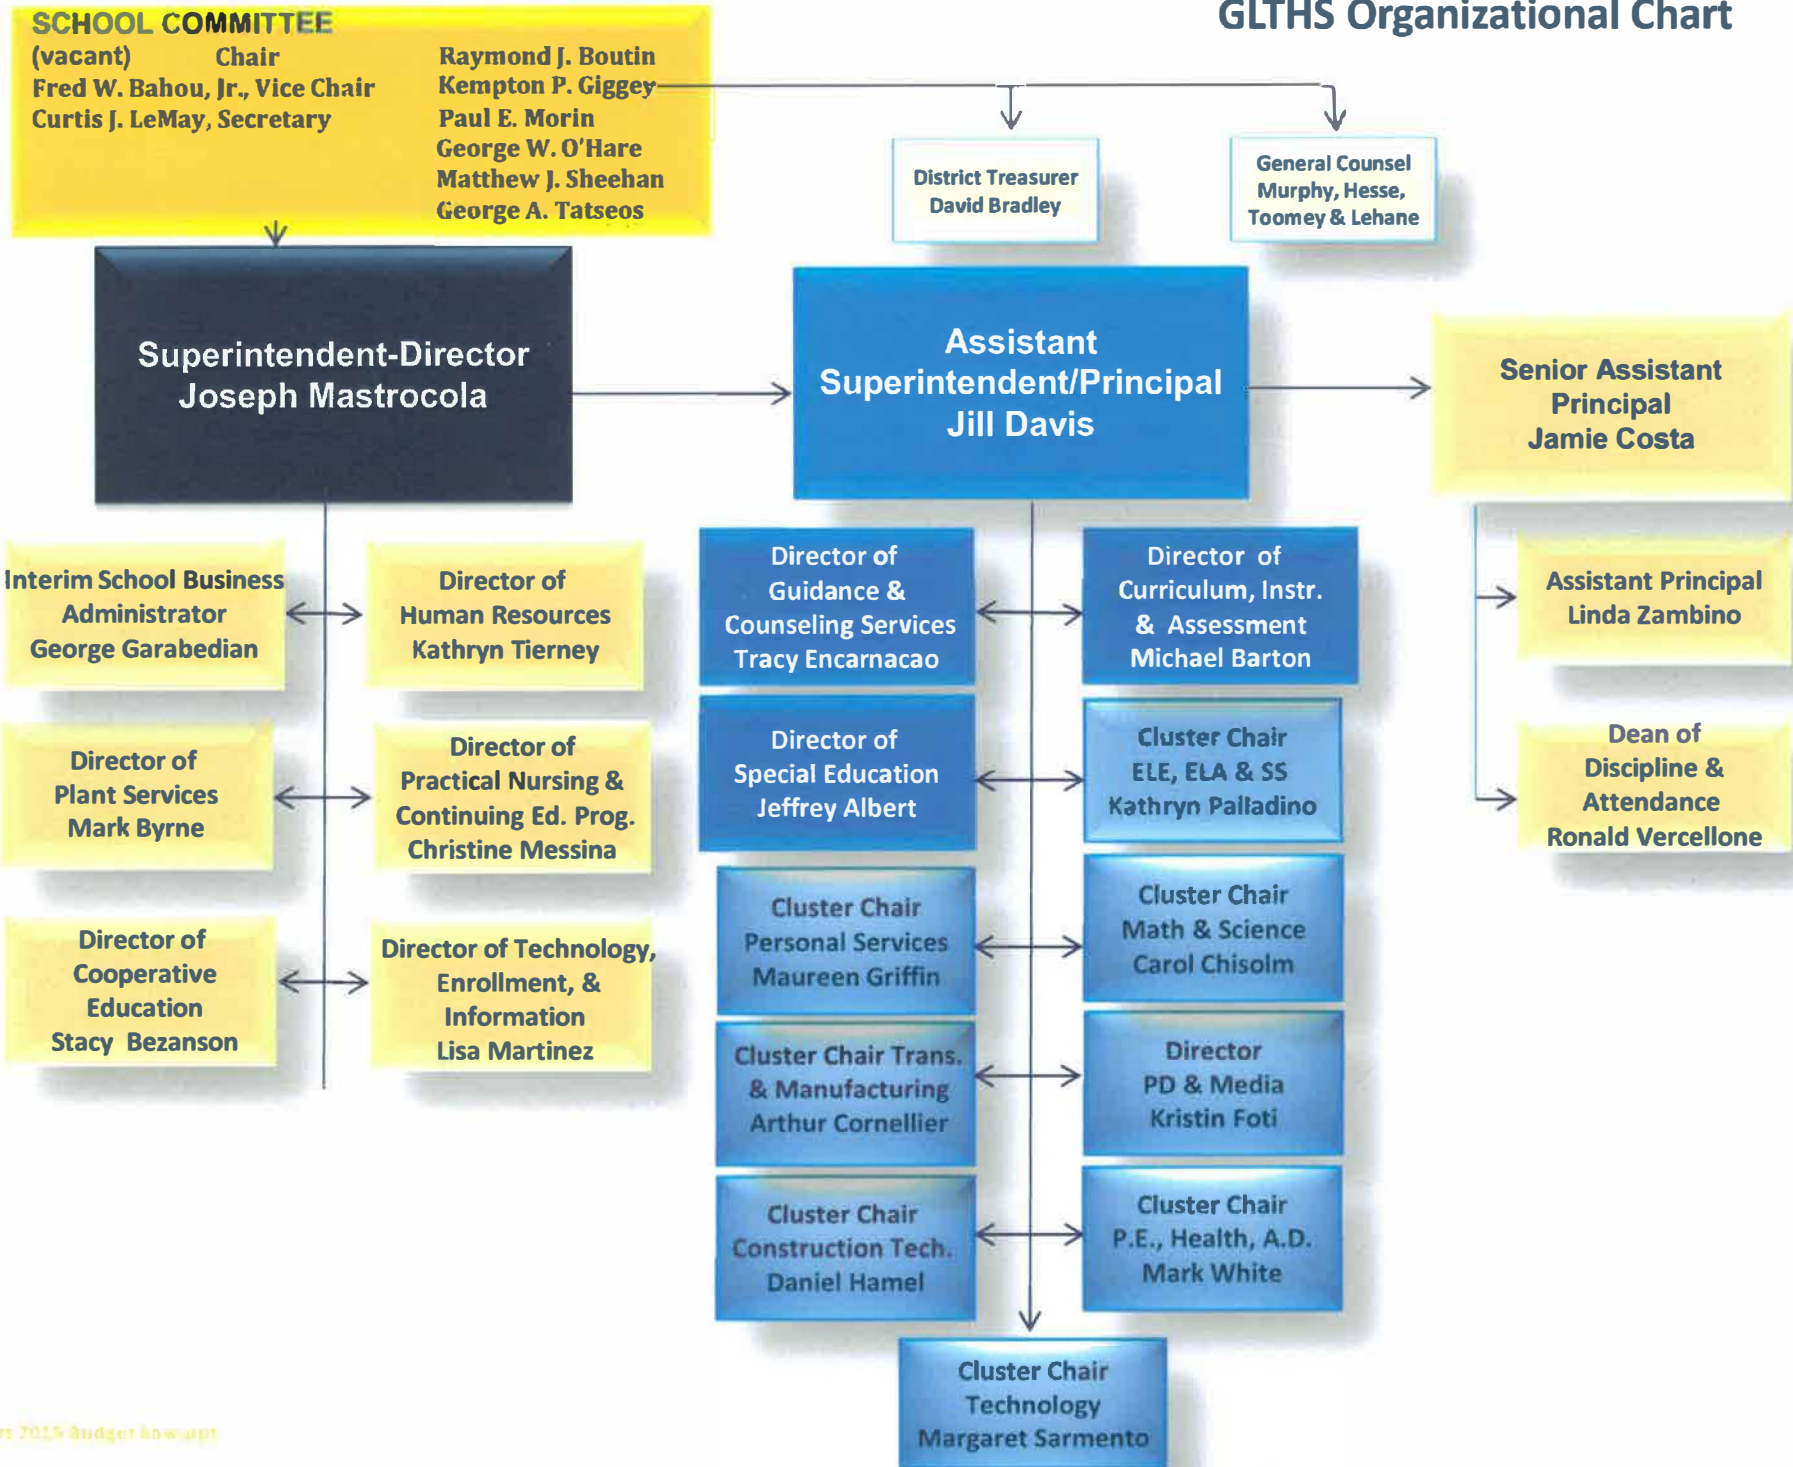 GLTHS Organizational Chart
SCHOOL COMMITTEE
(vacant) Chair
Fred W. Bahou, Jr., Vice Chair
Curtis J. LeMay, Secretary
Raymond J. Boutin
Kempton P. Giggey
Paul E. Morin
George W. O'Hare
Matthew J. Sheehan
George A. Tatseos
District Treasurer
David Bradley
General Counsel
Murphy, Hesse,
Toomey & Lehane
Superintendent-Director
Joseph Mastrocola
Assistant
Superintendent/Principal
Jill Davis
Senior Assistant
Principal
Jamie Costa
Interim School Business
Administrator
George Garabedian
Director of
Human Resources
Kathryn Tierney
Director of
Plant Services
Mark Byrne
Director of
Practical Nursing &
Continuing Ed. Prog.
Christine Messina
Director of
Cooperative
Education
Stacy Bezanson
Director of Technology,
Enrollment, &
Information
Lisa Martinez
Director of
Guidance &
Counseling Services
Tracy Encarnacao
Director of
Curriculum, Instr.
& Assessment
Michael Barton
Director of
Special Education
Jeffrey Albert
Cluster Chair
ELE, ELA & SS
Kathryn Palladino
Cluster Chair
Personal Services
Maureen Griffin
Cluster Chair
Math & Science
Carol Chisolm
Cluster Chair Trans.
& Manufacturing
Arthur Cornellier
Director
PD & Media
Kristin Foti
Cluster Chair
Construction Tech.
Daniel Hamel
Cluster Chair
P.E., Health, A.D.
Mark White
Cluster Chair
Technology
Margaret Sarmento
Assistant Principal
Linda Zambino
Dean of
Discipline &
Attendance
Ronald Vercellone
2015 Budget